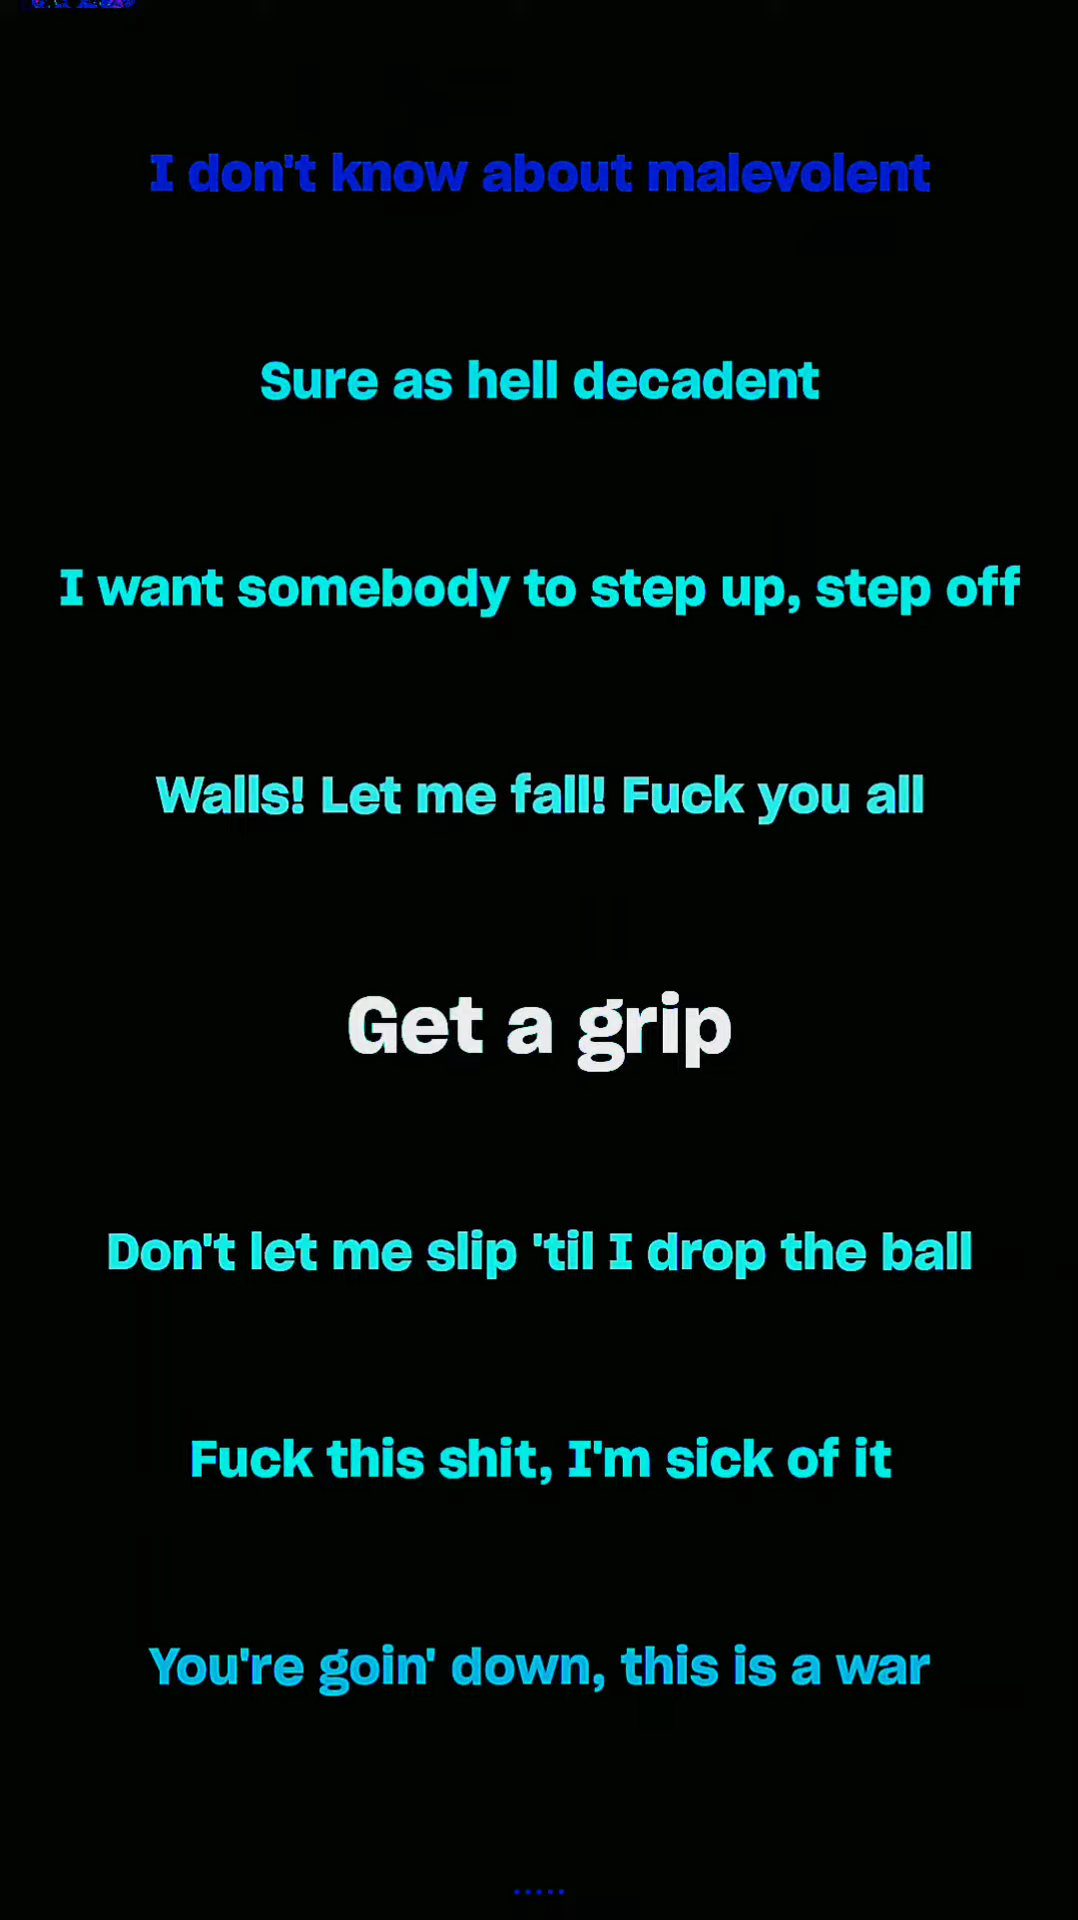 I don't know about malevolent
Sure as hell decadent
I want somebody to step up, step off
Walls! Let me fall! Fuck you all
Get a grip
Don't let me slip 'til I drop the ball
Fuck this shit, I'm sick of it
You're goin' down, this is a war
.....